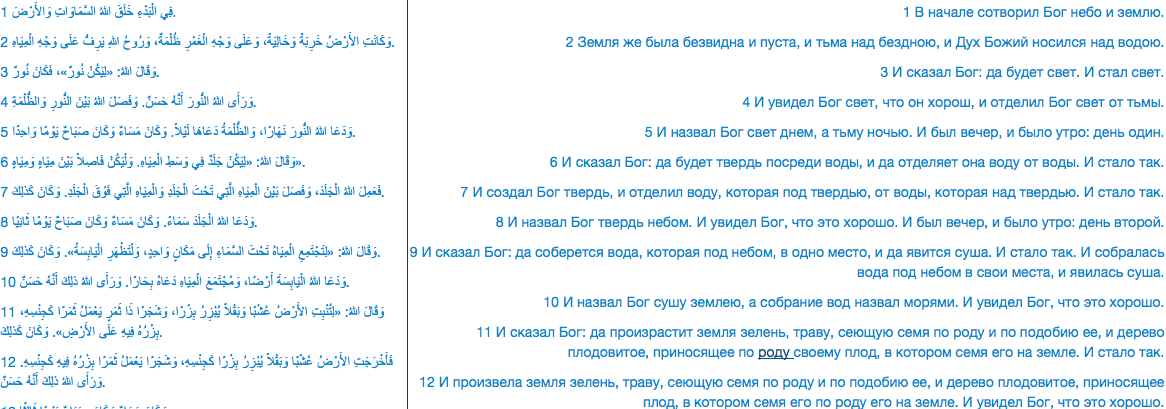 1 فِي الْبَدْءِ خَلَقَ اللهُ السَّمَاوَاتِ وَالأَرْضَ.
2 وَكَانَتِ الأَرْضُ خَرِبَةً وَخَالِيَةً، وَعَلَى وَجْهِ الْغَمْرِ ظُلْمَةٌ، وَرُوحُ اللهِ يَرِفُّ عَلَى وَجْهِ الْمِيَاهِ.
3 وَقَالَ اللهُ: «لِيَكُنْ نُورٌ»، فَكَانَ نُورٌ.
4 وَرَأَى اللهُ النُّورَ أَنَّهُ حَسَنٌ. وَفَصَلَ اللهُ بَيْنَ النُّورِ وَالظُّلْمَةِ.
5 وَدَعَا اللهُ النُّورَ نَهَارًا، وَالظُّلْمَةُ دَعَاهَا لَيْلاً. وَكَانَ مَسَاءٌ وَكَانَ صَبَاحٌ يَوْمًا وَاحِدًا.
6 وَقَالَ اللهُ: «لِيَكُنْ جَلَدٌ فِي وَسَطِ الْمِيَاهِ. وَلْيَكُنْ فَاصِلاً بَيْنَ مِيَاهٍ وَمِيَاهٍ».
7 فَعَمِلَ اللهُ الْجَلَدَ، وَفَصَلَ بَيْنَ الْمِيَاهِ الَّتِي تَحْتَ الْجَلَدِ وَالْمِيَاهِ الَّتِي فَوْقَ الْجَلَدِ. وَكَانَ كَذلِكَ.
8 وَدَعَا اللهُ الْجَلَدَ سَمَاءً. وَكَانَ مَسَاءٌ وَكَانَ صَبَاحٌ يَوْمًا ثَانِيًا.
9 وَقَالَ اللهُ: «لِتَجْتَمِعِ الْمِيَاهُ تَحْتَ السَّمَاءِ إِلَى مَكَانٍ وَاحِدٍ، وَلْتَظْهَرِ الْيَابِسَةُ». وَكَانَ كَذلِكَ.
10 وَدَعَا اللهُ الْيَابِسَةَ أَرْضًا، وَمُجْتَمَعَ الْمِيَاهِ دَعَاهُ بِحَارًا. وَرَأَى اللهُ ذلِكَ أَنَّهُ حَسَنٌ.
11 وَقَالَ اللهُ: «لِتُنْبِتِ الأَرْضُ عُشْبًا وَبَقْلاً يُبْزِرُ بِزْرًا، وَشَجَرًا ذَا ثَمَرٍ يَعْمَلُ ثَمَرًا كَجِنْسِهِ،
بِزْرُهُ فِيهِ عَلَى الأَرْضِ». وَكَانَ كَذلِكَ.
12 فَأَخْرَجَتِ الأَرْضُ عُشْبًا وَبَقْلاً يُبْزِرُ بِزْرًا كَجِنْسِهِ، وَشَجَرًا يَعْمَلُ ثَمَرًا بِزْرُهُ فِيهِ كَجِنْسِهِ.
وَرَأَى اللهُ ذلِكَ أَنَّهُ حَسَنٌ.
1 В начале сотворил Бог небо и землю.
2 Земля же была безвидна и пуста, и тьма над бездною, и Дух Божий носился над водою.
3 И сказал Бог: да будет свет. И стал свет.
4 И увидел Бог свет, что он хорош, и отделил Бог свет от тьмы.
5 И назвал Бог свет днем, а тьму ночью. И был вечер, и было утро: день один.
6 И сказал Бог: да будет твердь посреди воды, и да отделяет она воду от воды. И стало так.
7 И создал Бог твердь, и отделил воду, которая под твердью, от воды, которая над твердью. И стало так.
8 И назвал Бог твердь небом. И увидел Бог, что это хорошо. И был вечер, и было утро: день второй.
9 И сказал Бог: да соберется вода, которая под небом, в одно место, и да явится суша. И стало так. И собралась
вода под небом в свои места, и явилась суша.
10 И назвал Бог сушу землею, а собрание вод назвал морями. И увидел Бог, что это хорошо.
11 И сказал Бог: да произрастит земля зелень, траву, сеющую семя по роду и по подобию ее, и дерево
плодовитое, приносящее по роду своему плод, в котором семя его на земле. И стало так.
12 И произвела земля зелень, траву, сеющую семя по роду и по подобию ее, и дерево плодовитое, приносящее
плод, в котором семя его по роду его на земле. И увидел Бог, что это хорошо.